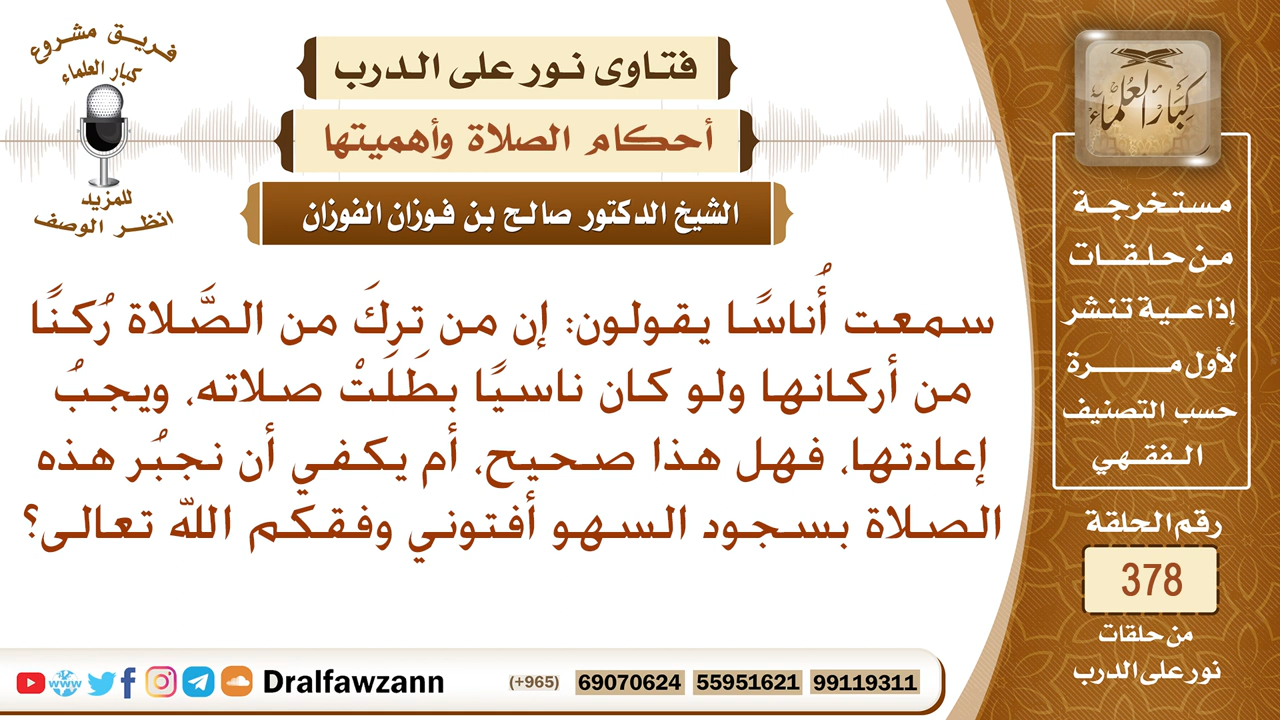 فريق مشروع
كبار العلماء
للمزيد
انظر الوصف
فتاوى نور على الدرب
أحكام الصلاة وأهميتها
الشيخ الدكتور صالح بن فوزان الفوزان
سمعت أُناسًا يقولون: إن من تركَ من الصَّلاة رُكنًا
من أركانها ولو كان ناسيًا بطَلَتْ صلاته، ويجبُ
إعادتها، فهل هذا صحيح، أم يكفي أن نجبُر هذه
الصلاة بسجود السهو أفتوني وفقكم الله تعالى؟
كِبَارُ العُلَمَاءِ
مستخرجة
من حلقات
إذاعية تنشر
لأول مرة
حسب التصنيف
الفقهي
رقم الحلقة
378
من حلقات
نور على الدرب
www Dralfawzann (+965) 69070624 55951621 99119311